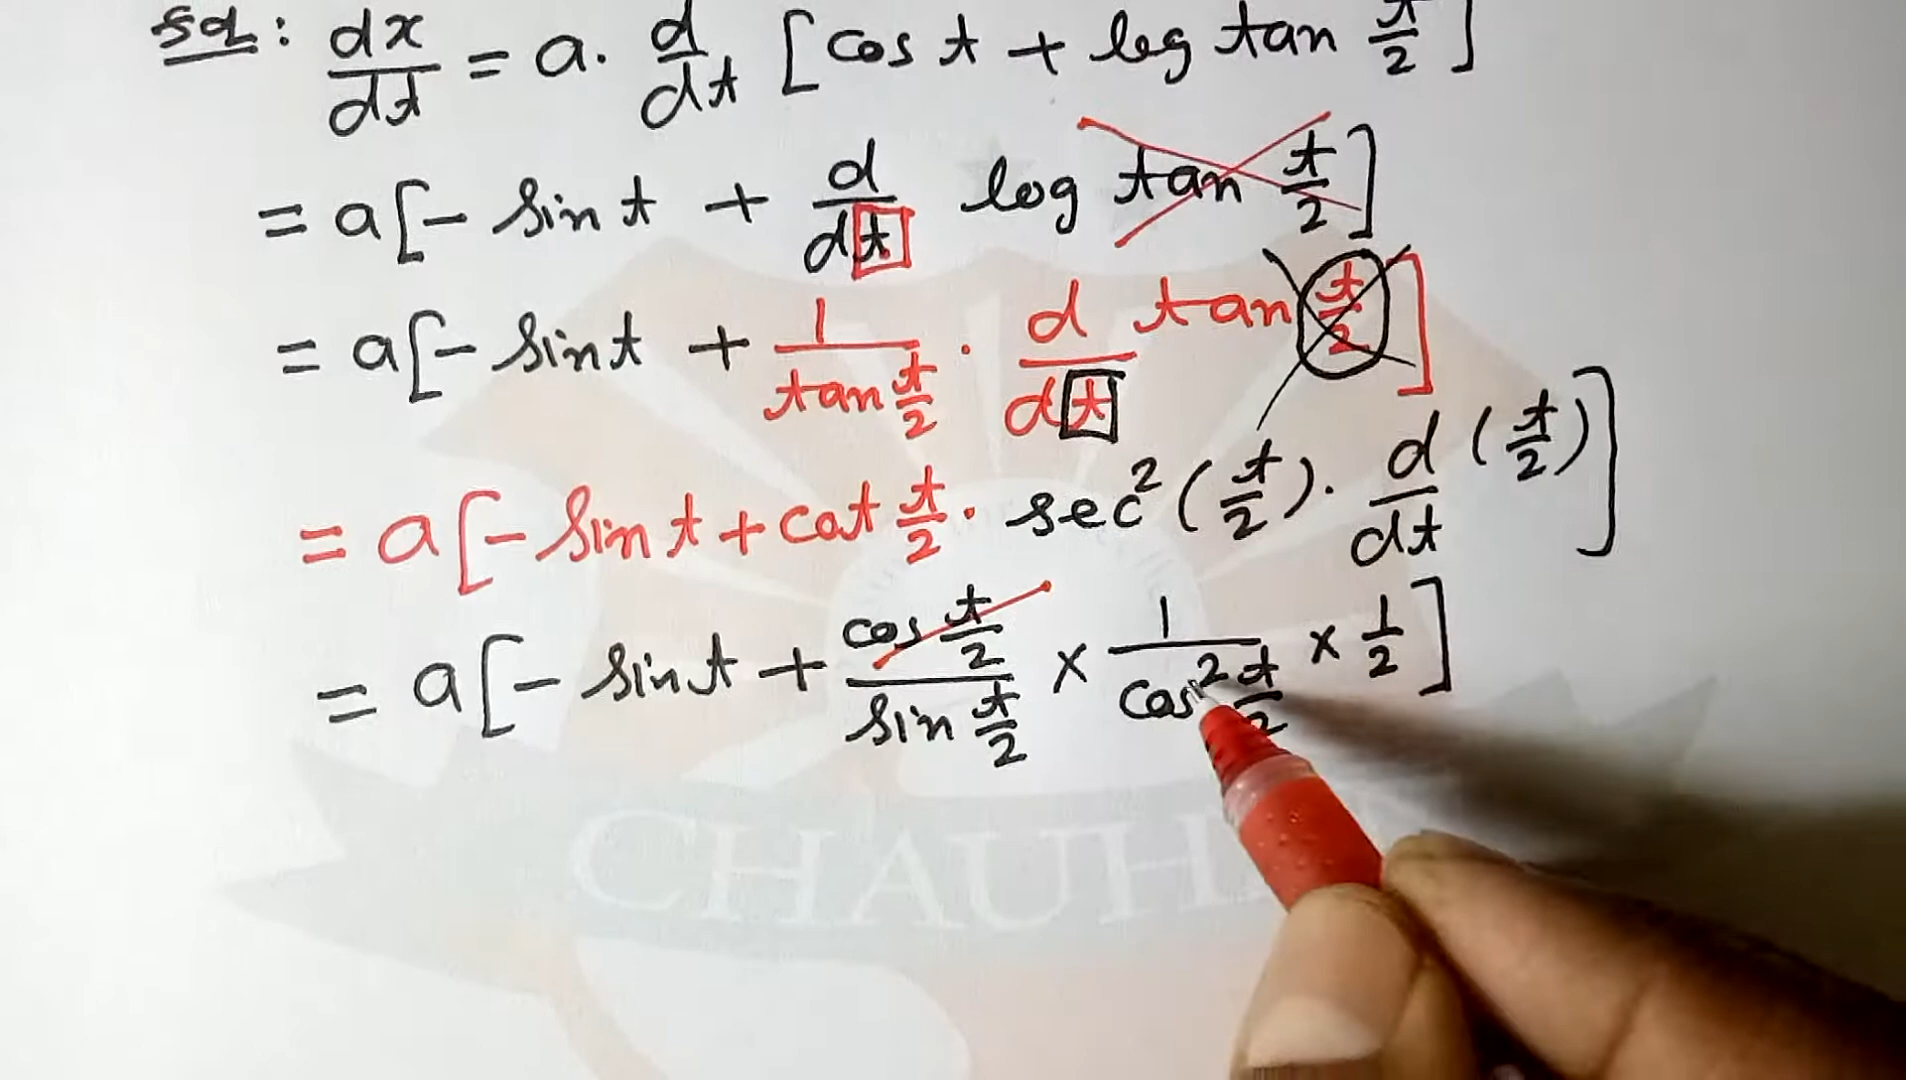 Sol: dx/dt = a. d/dt [cos t + log tan t/2]
= a[- sin t + d/dt log tan t/2]
= a[- sin t + 1/tan t/2 . d/dt tan t/2]
= a[- sin t + cot t/2 . sec² (t/2) . d/dt (t/2)]
= a[- sin t + cos t/2 / sin t/2 × 1/cos² t/2 × 1/2]
CHAUH